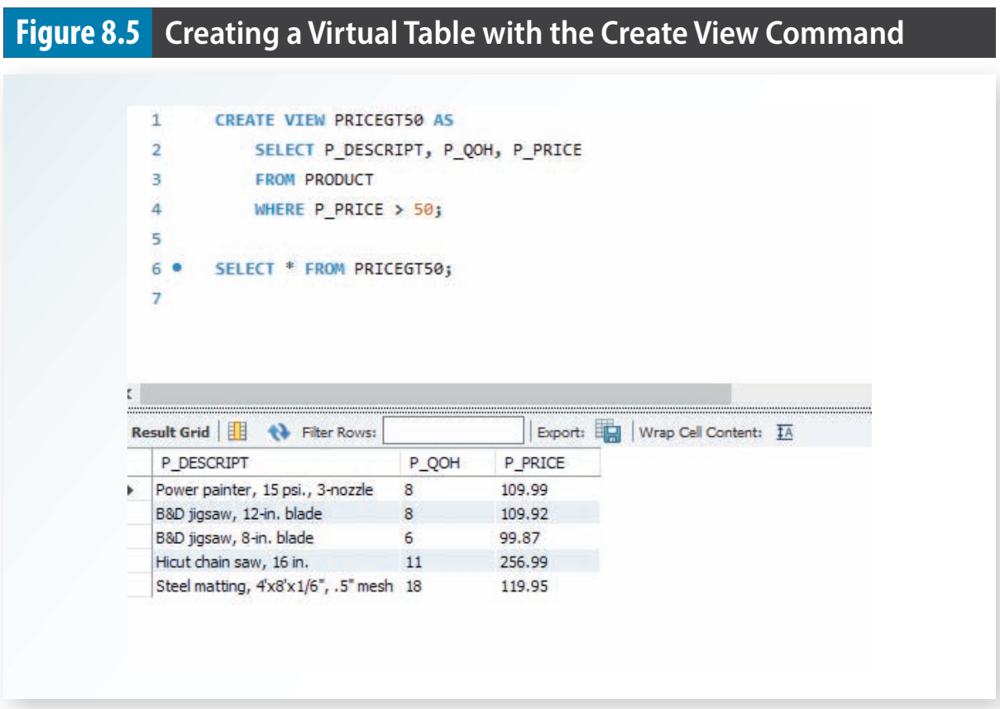 Figure 8.5 Creating a Virtual Table with the Create View Command
1 CREATE VIEW PRICEGT50 AS
2 SELECT P_DESCRIPT, P_QOH, P_PRICE
3 FROM PRODUCT
4 WHERE P_PRICE > 50;
5
6 SELECT * FROM PRICEGT50;
7
Result Grid Filter Rows: Export: Wrap Cell Content: IA
P_DESCRIPT P_QOH P_PRICE
Power painter, 15 psi., 3-nozzle 8 109.99
B&D jigsaw, 12-in. blade 8 109.92
B&D jigsaw, 8-in. blade 6 99.87
Hicut chain saw, 16 in. 11 256.99
Steel matting, 4'x8'x1/6", .5" mesh 18 119.95